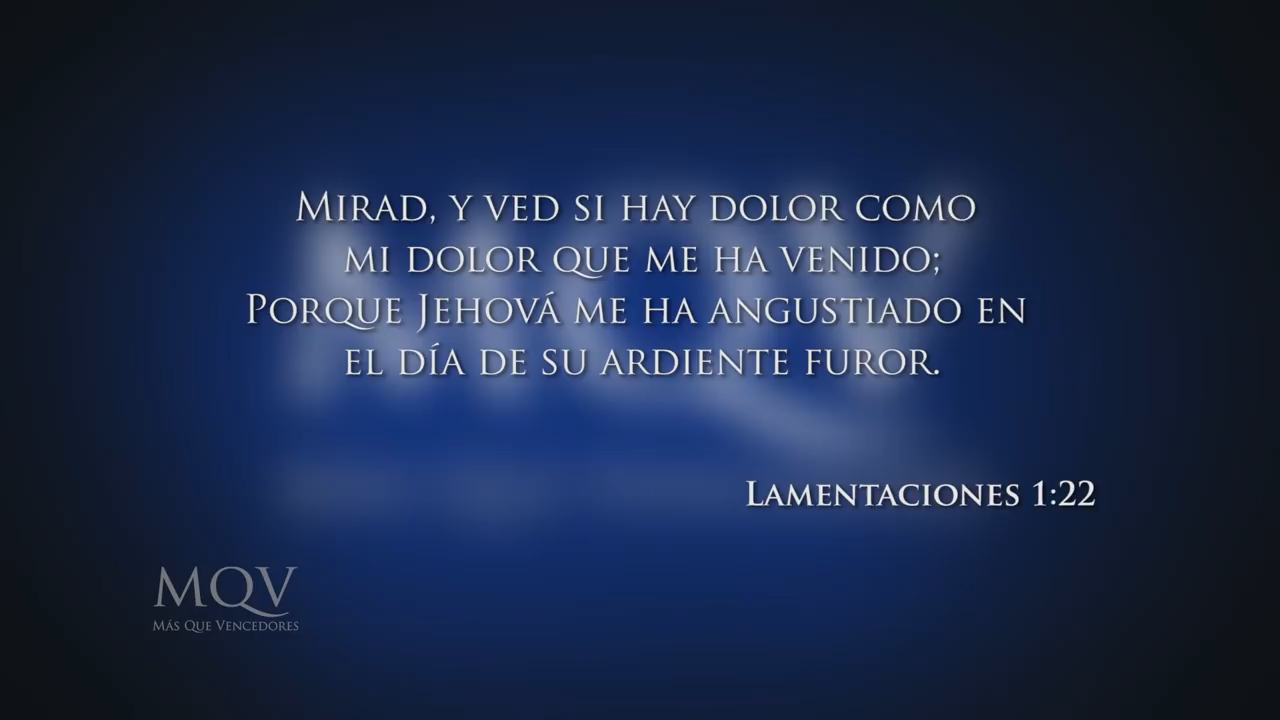 Mirad, y ved si hay dolor como
mi dolor que me ha venido;
Porque Jehová me ha angustiado en
el día de su ardiente furor.
Lamentaciones 1:22
MQV
Más Que Vencedores